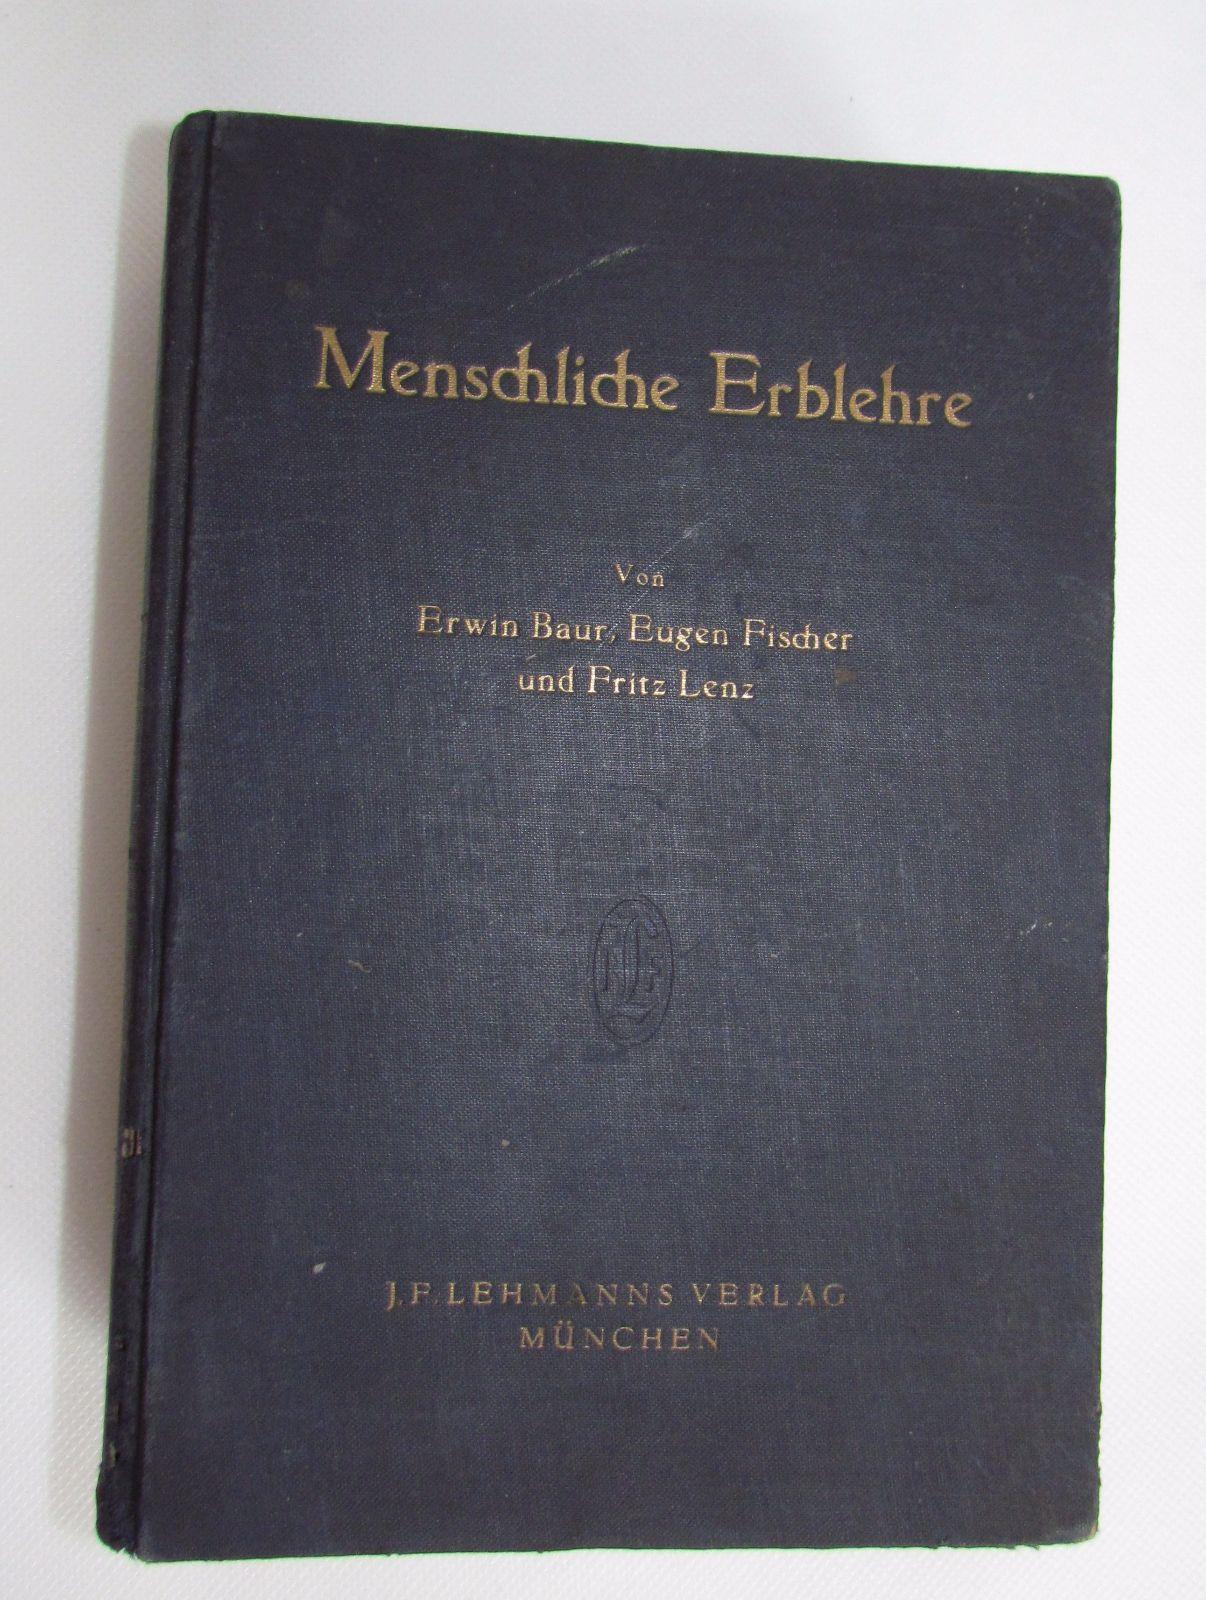 Menschliche Erblehre
Von
Erwin Baur, Eugen Fischer
und Fritz Lenz
J.F.LEHMANNS VERLAG
MÜNCHEN